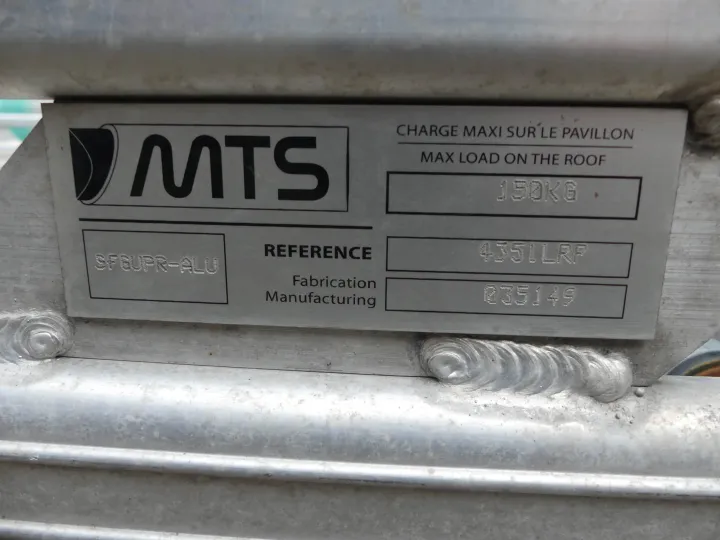 MTS
CHARGE MAXI SUR LE PAVILLON
MAX LOAD ON THE ROOF
150KG
SFGUPR-ALU
REFERENCE
4351LRF
Fabrication
Manufacturing
035149